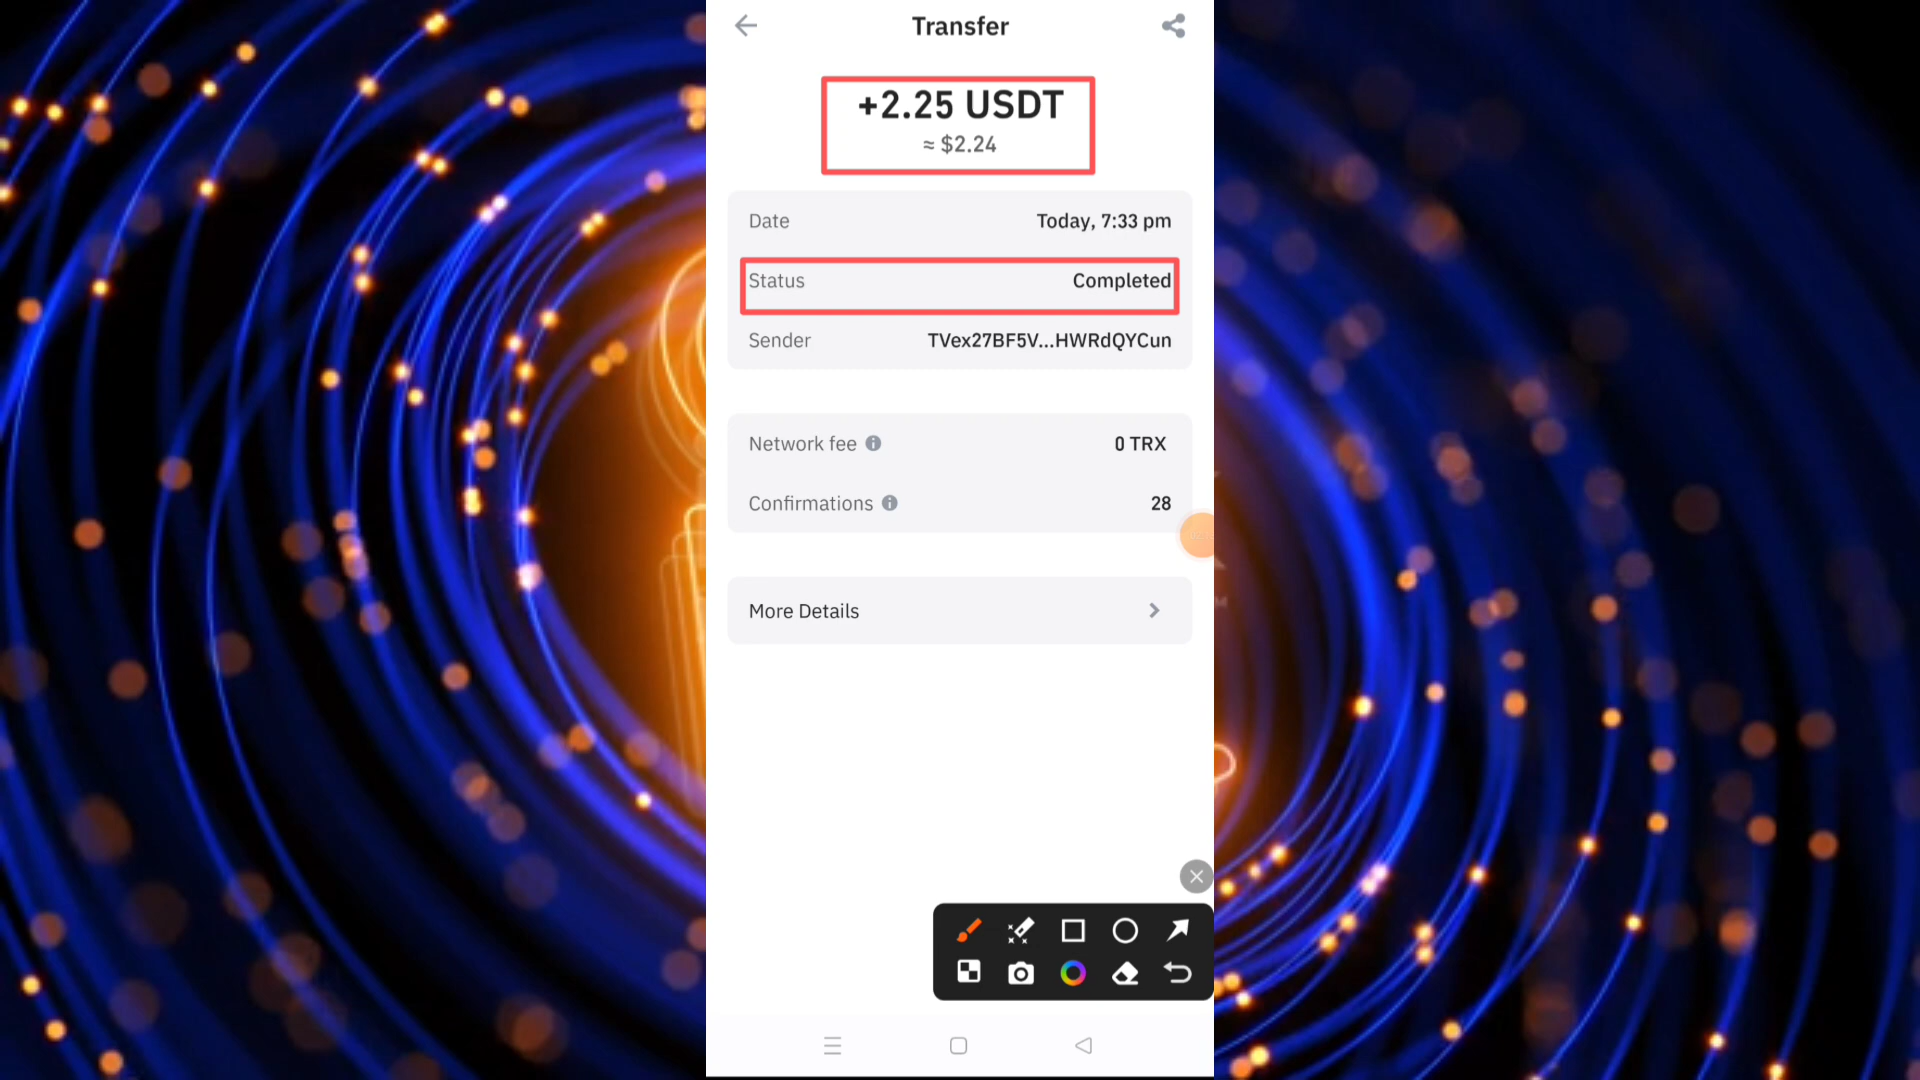 Transfer
+2.25 USDT
≈ $2.24
Date Today, 7:33 pm
Status Completed
Sender TVex27BF5V...HWRdQYCun
Network fee 0 TRX
Confirmations 28
More Details